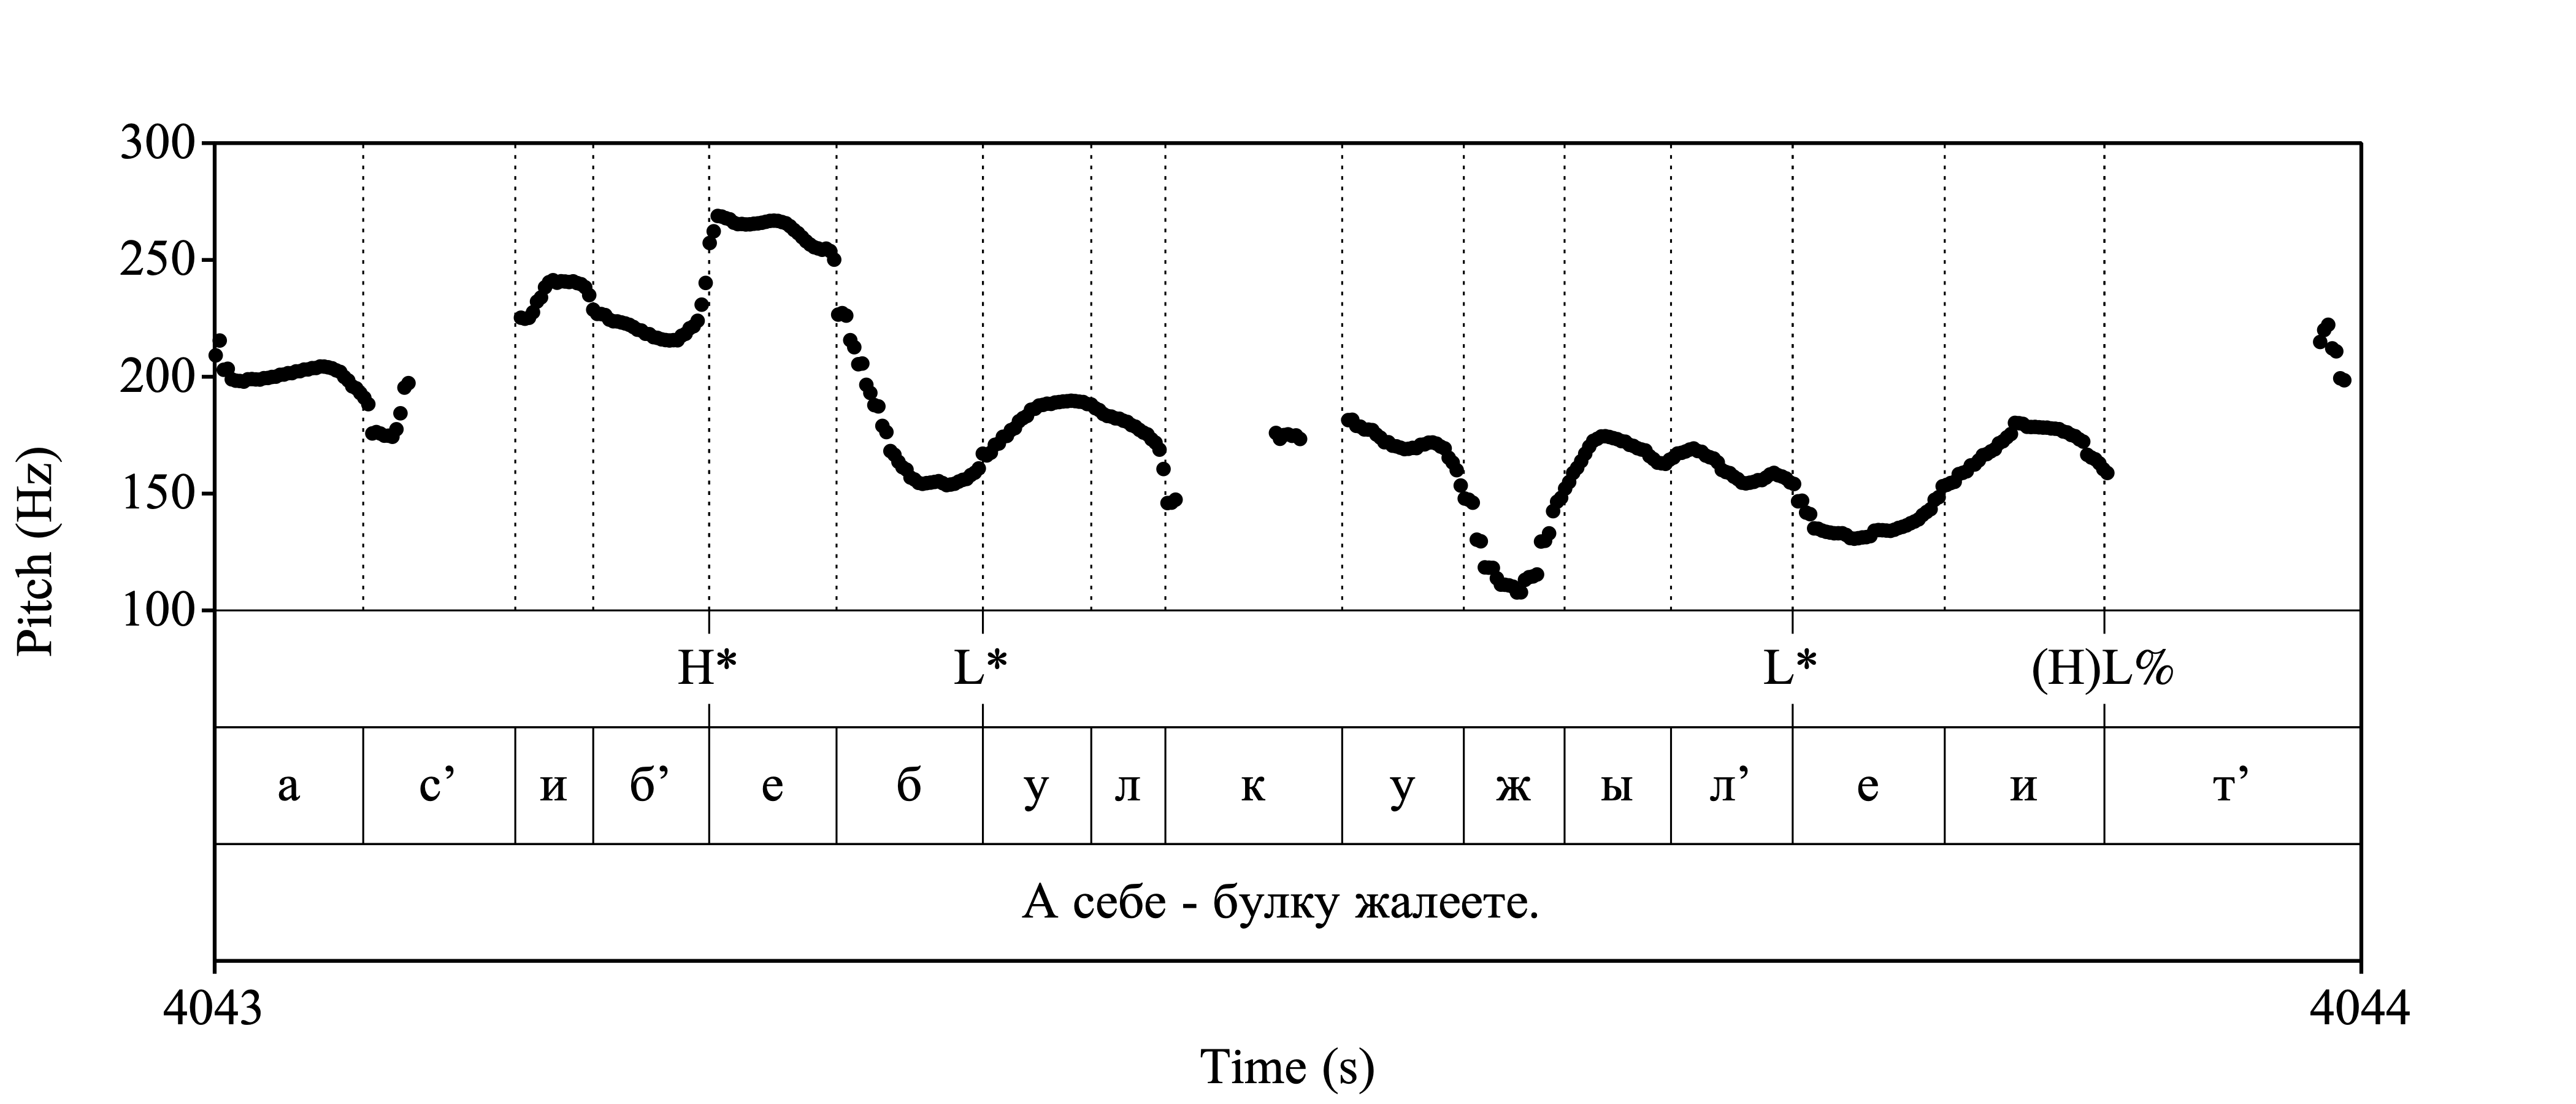 300
250
200
150
100
Pitch (Hz)
H* L* L* (H)L%
а с’ и б’ е б у л к у ж ы л’ е и т’
А себе - булку жалеете.
4043 4044
Time (s)